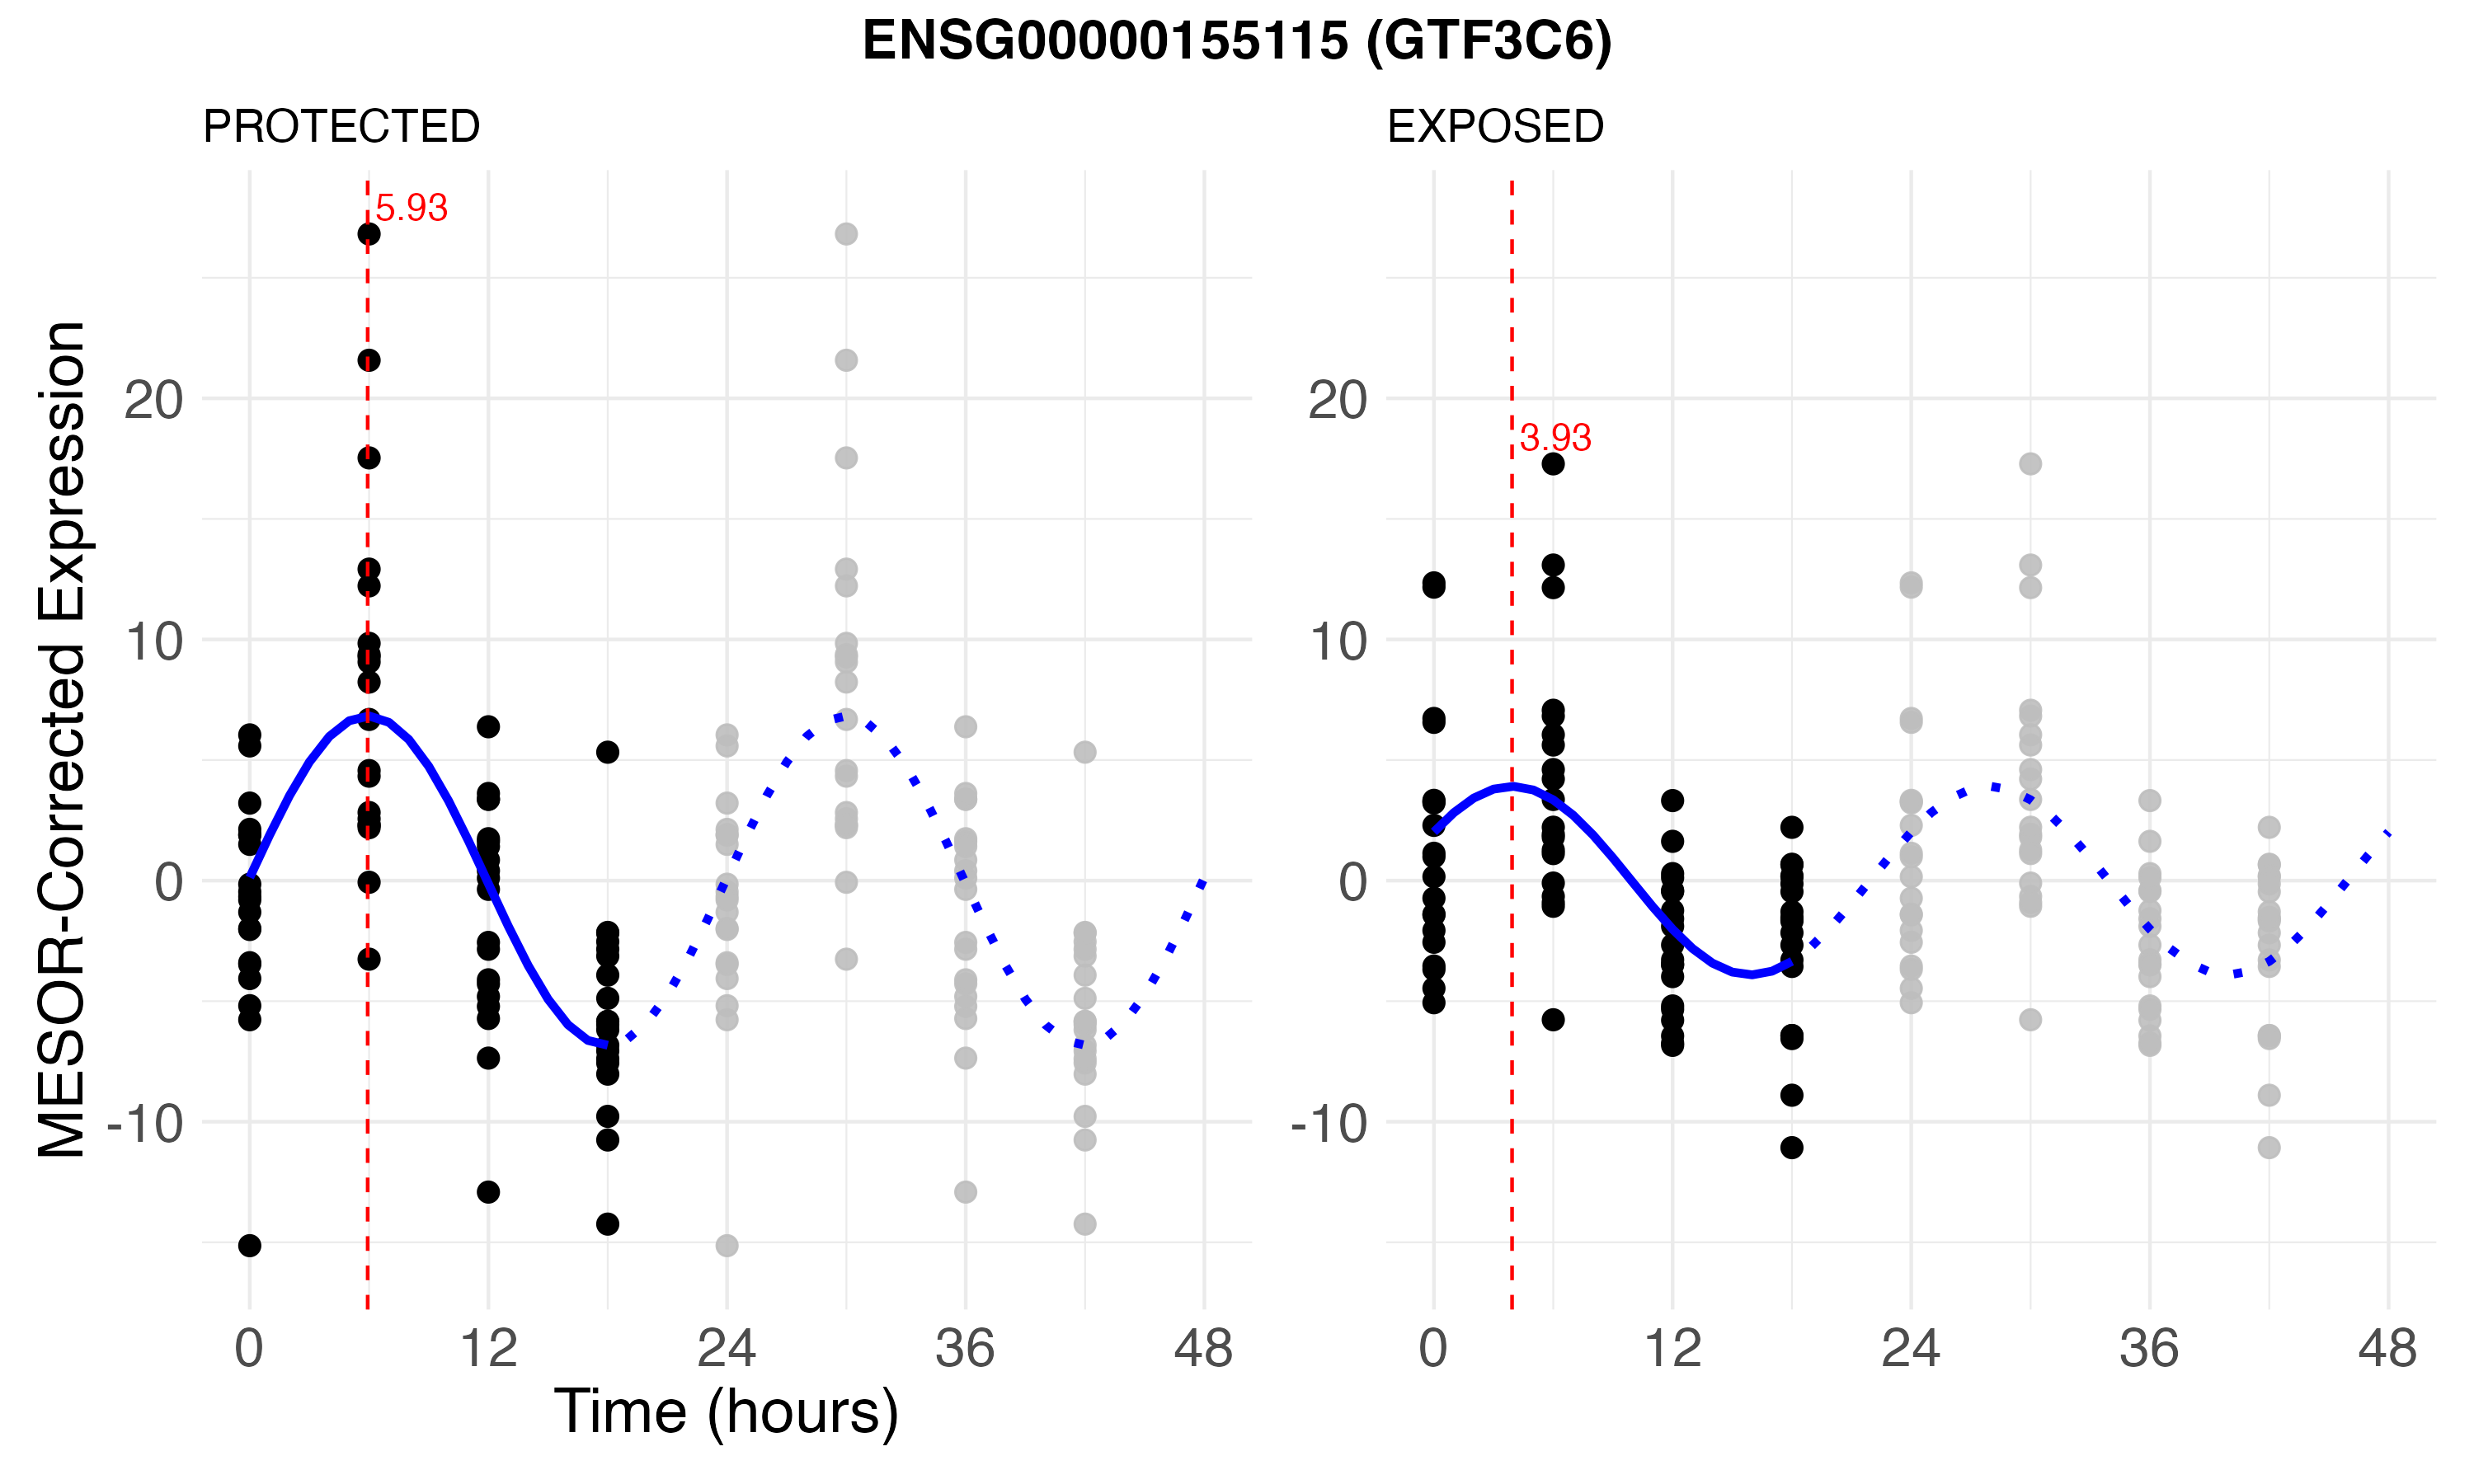 ENSG00000155115 (GTF3C6)
PROTECTED
EXPOSED
MESOR-Corrected Expression
5.93
3.93
20
10
0
-10
20
10
0
-10
0 12 24 36 48
0 12 24 36 48
Time (hours)